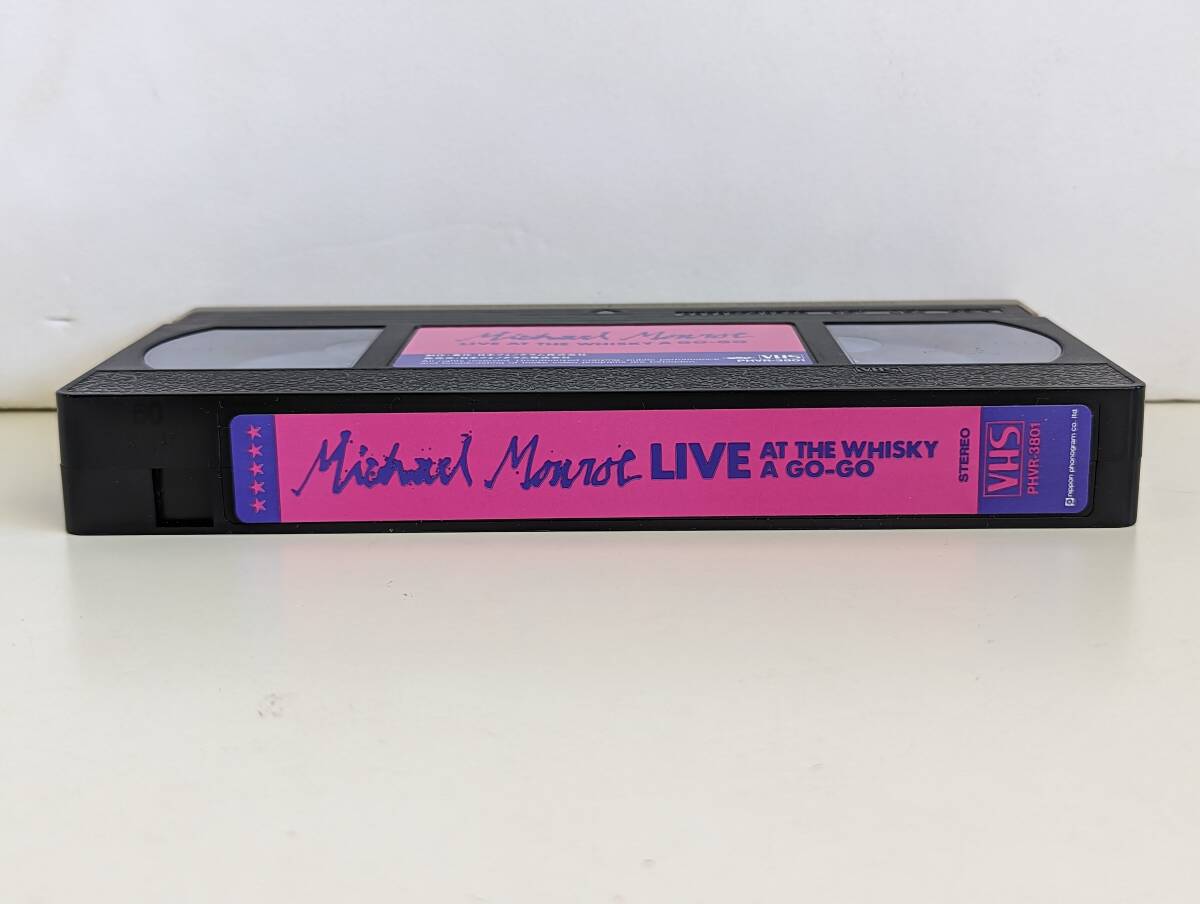 Michael Monroe
LIVE AT THE WHISKY A GO-GO
VHS
PHVR-3801
VHS
Michael Monroe LIVE AT THE WHISKY
A GO-GO
STEREO
VHS
PHVR-3801
nippon phonogram co., ltd.